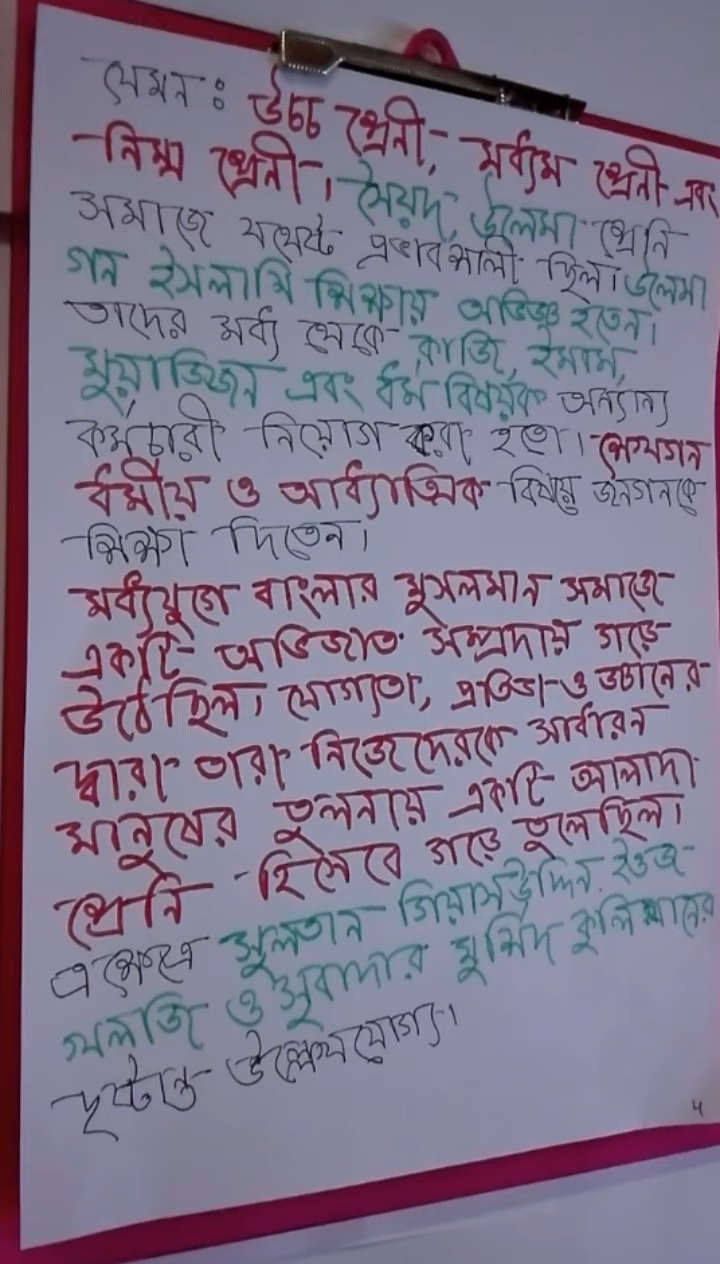 যেমন: উচ্চ শ্রেনী, মধ্যম শ্রেনী এবং
নিম্ম শ্রেনী। সৈয়দ, উলেমা শ্রেনি
সমাজে যথেষ্ট প্রভাবশালী ছিল। উলেমা
গন ইসলামি শিক্ষায় অভিজ্ঞ হতেন।
তাদের মধ্য থেকে কাজি, ইমাম,
মুয়াজ্জিন এবং ধর্ম বিষয়ক অন্যান্য
কর্মচারী নিয়োগ করা হতো। শেখগন
ধর্মীয় ও আধ্যাত্মিক বিষয়ে জনগনকে
শিক্ষা দিতেন।
মধ্যযুগে বাংলার মুসলমান সমাজে
একটি অভিজাত সম্প্রদায় গড়ে
উঠেছিল। যোগ্যতা, প্রতিভা ও জ্ঞানের
দ্বারা তারা নিজেদেরকে সাধারন
মানুষের তুলনায় একটি আলাদা
শ্রেনি হিসেবে গড়ে তুলেছিল।
এক্ষেত্রে সুলতান গিয়াসউদ্দিন ইওজ
খলজি ও সুবাদার মুর্শিদ কুলিখানের
দৃষ্টান্ত উল্লেখযোগ্য।
৸